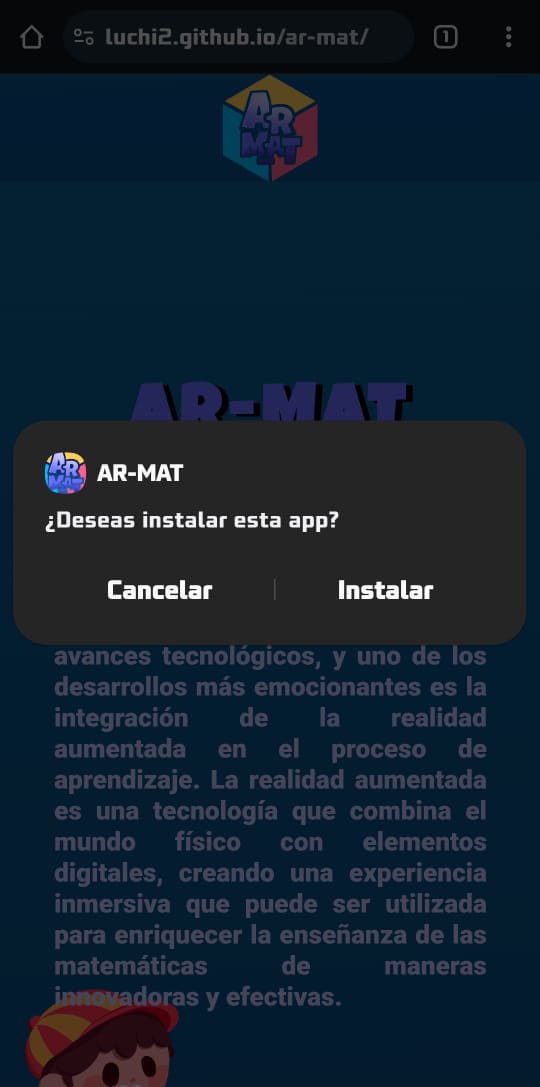 luchi2.github.io/ar-mat/
1
AR
MAT
AR-MAT
AR
MAT
AR-MAT
¿Deseas instalar esta app?
Cancelar
Instalar
avances tecnológicos, y uno de los
desarrollos más emocionantes es la
integración de la realidad
aumentada en el proceso de
aprendizaje. La realidad aumentada
es una tecnología que combina el
mundo físico con elementos
digitales, creando una experiencia
inmersiva que puede ser utilizada
para enriquecer la enseñanza de las
matemáticas de maneras
innovadoras y efectivas.